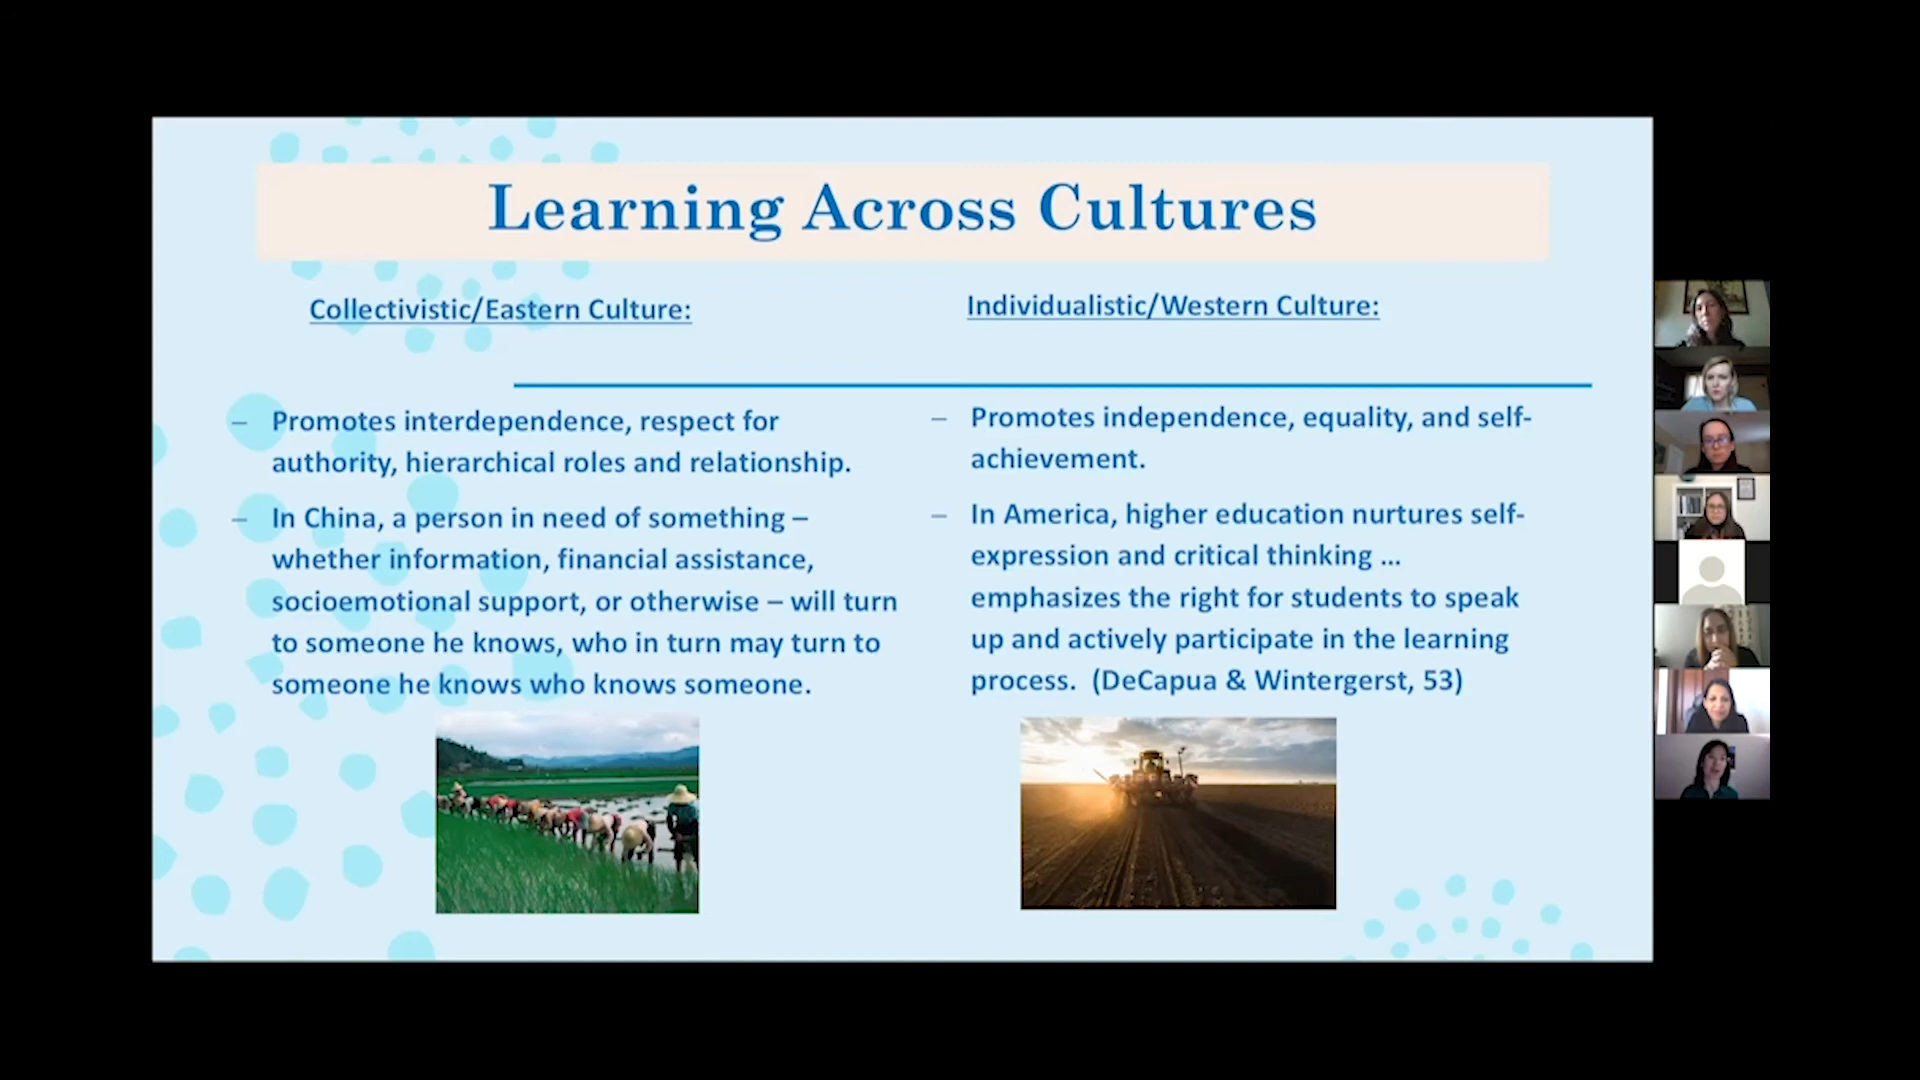 Learning Across Cultures
Collectivistic/Eastern Culture:
– Promotes interdependence, respect for
authority, hierarchical roles and relationship.
– In China, a person in need of something –
whether information, financial assistance,
socioemotional support, or otherwise – will turn
to someone he knows, who in turn may turn to
someone he knows who knows someone.
Individualistic/Western Culture:
– Promotes independence, equality, and self-
achievement.
– In America, higher education nurtures self-
expression and critical thinking ...
emphasizes the right for students to speak
up and actively participate in the learning
process. (DeCapua & Wintergerst, 53)